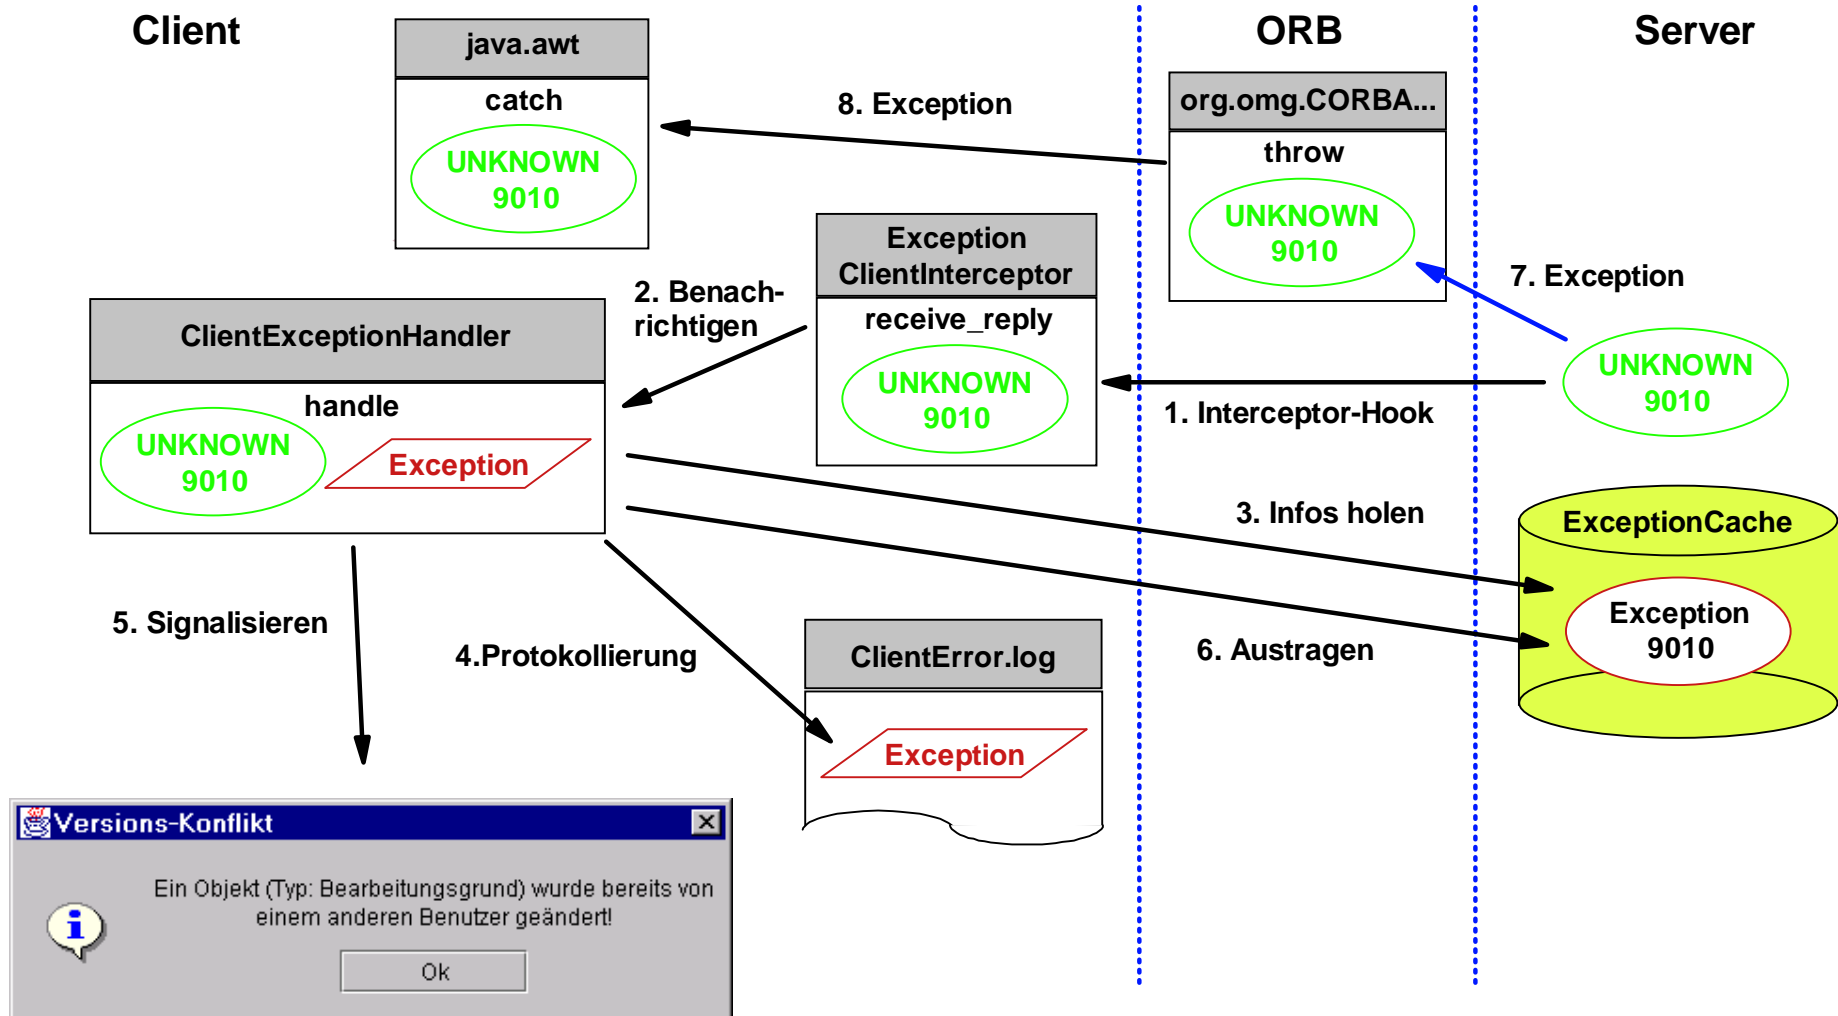 Client
ORB
Server
java.awt
catch
UNKNOWN
9010
8. Exception
org.omg.CORBA...
throw
UNKNOWN
9010
Exception
ClientInterceptor
receive_reply
UNKNOWN
9010
7. Exception
2. Benach-
richtigen
ClientExceptionHandler
handle
UNKNOWN
9010
Exception
1. Interceptor-Hook
UNKNOWN
9010
3. Infos holen
ExceptionCache
Exception
9010
5. Signalisieren
4.Protokollierung
ClientError.log
Exception
6. Austragen
Versions-Konflikt
Ein Objekt (Typ: Bearbeitungsgrund) wurde bereits von
einem anderen Benutzer geändert!
Ok